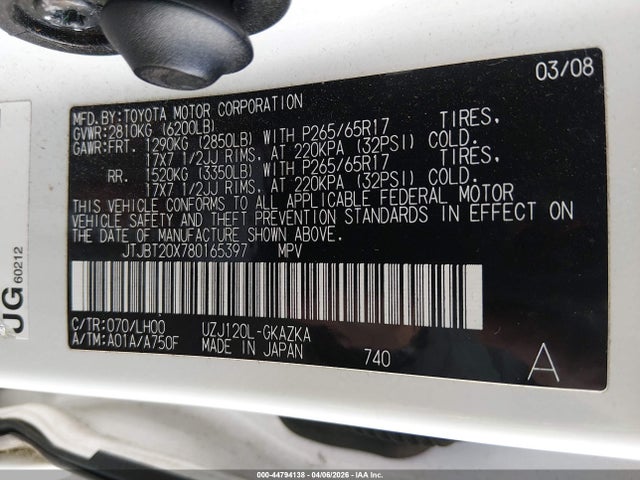 03/08
MFD.BY:TOYOTA MOTOR CORPORATION
GVWR:2810KG (6200LB)
GAWR:FRT. 1290KG (2850LB) WITH P265/65R17 TIRES,
17X7 1/2JJ RIMS, AT 220KPA (32PSI) COLD.
RR. 1520KG (3350LB) WITH P265/65R17 TIRES,
17X7 1/2JJ RIMS, AT 220KPA (32PSI) COLD.
THIS VEHICLE CONFORMS TO ALL APPLICABLE FEDERAL MOTOR
VEHICLE SAFETY AND THEFT PREVENTION STANDARDS IN EFFECT ON
THE DATE OF MANUFACTURE SHOWN ABOVE.
JTJBT20X780165397 MPV
C/TR:070/LH00 UZJ120L-GKAZKA
A/TM:A01A/A750F MADE IN JAPAN 740 A
JG 60212
000-44794138 - 04/06/2026 - IAAI.COM